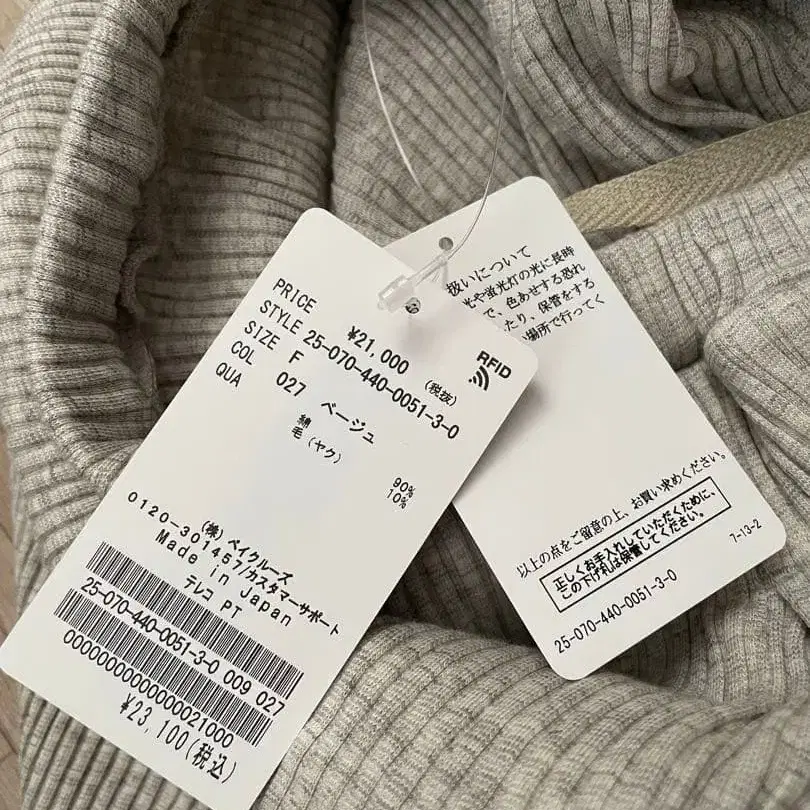 PRICE ¥21,000 (税抜)
STYLE 25-070-440-0051-3-0
SIZE F
COL 027 ベージュ
QUA
綿 90%
毛(ヤク) 10%
RFID
(株)ベイクルーズ
0120-301457/カスタマーサポート
Made in Japan
テレコ PT
25-070-440-0051-3-0 009 027
0000000000000021000
¥23,100(税込)
扱いについて
光や蛍光灯の光に長時
で、色あせする恐れ
たり、保管をする
い場所で行ってく
以上の点をご留意の上、お買い求めください。
正しくお手入れしていただくために、
この下げ札は保管してください。
7-13-2
25-070-440-0051-3-0